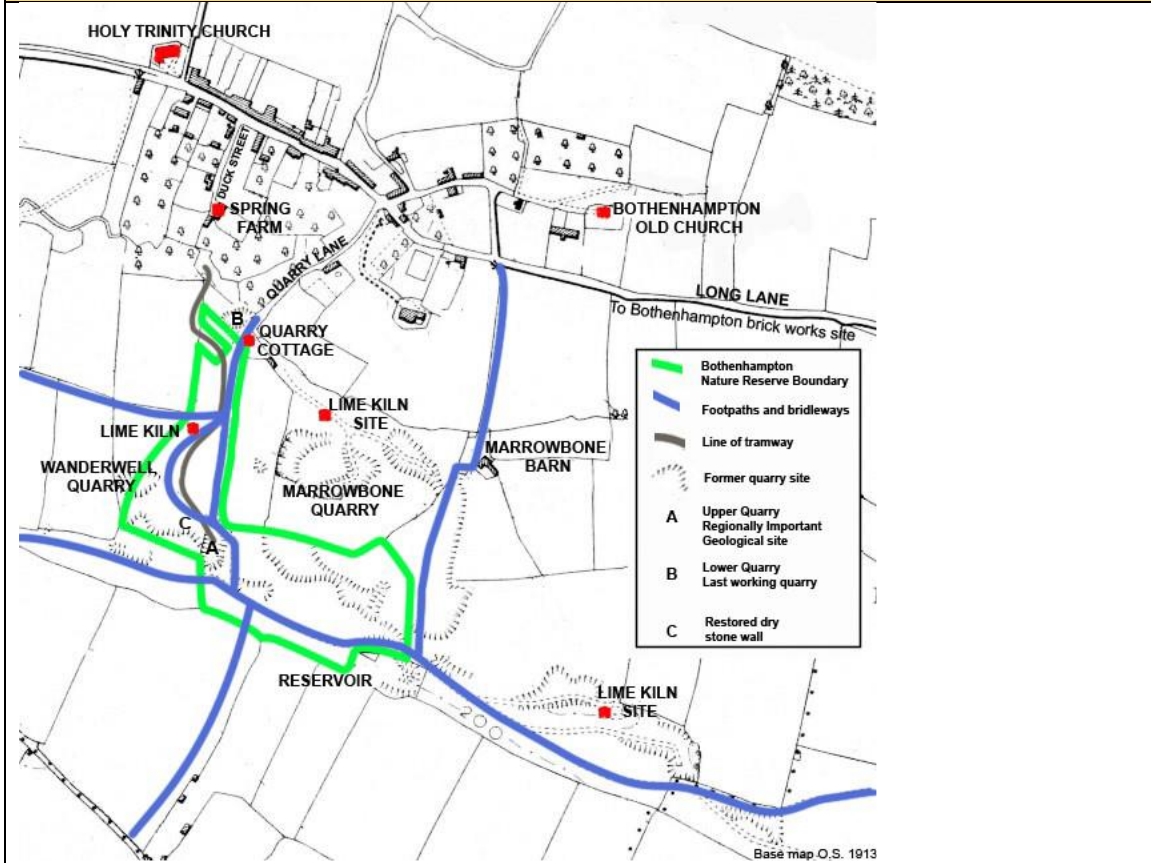 HOLY TRINITY CHURCH
DUCK STREET
SPRING
FARM
BOTHENHAMPTON
OLD CHURCH
QUARRY LANE
LONG LANE
To Bothenhampton brick works site
B
QUARRY
COTTAGE
LIME KILN
SITE
LIME KILN
WANDERWELL
QUARRY
MARROWBONE
QUARRY
MARROWBONE
BARN
C
A
RESERVOIR
LIME KILN
SITE
200
Bothenhampton
Nature Reserve Boundary
Footpaths and bridleways
Line of tramway
Former quarry site
A
Upper Quarry
Regionally Important
Geological site
B
Lower Quarry
Last working quarry
C
Restored dry
stone wall
Base map O.S. 1913